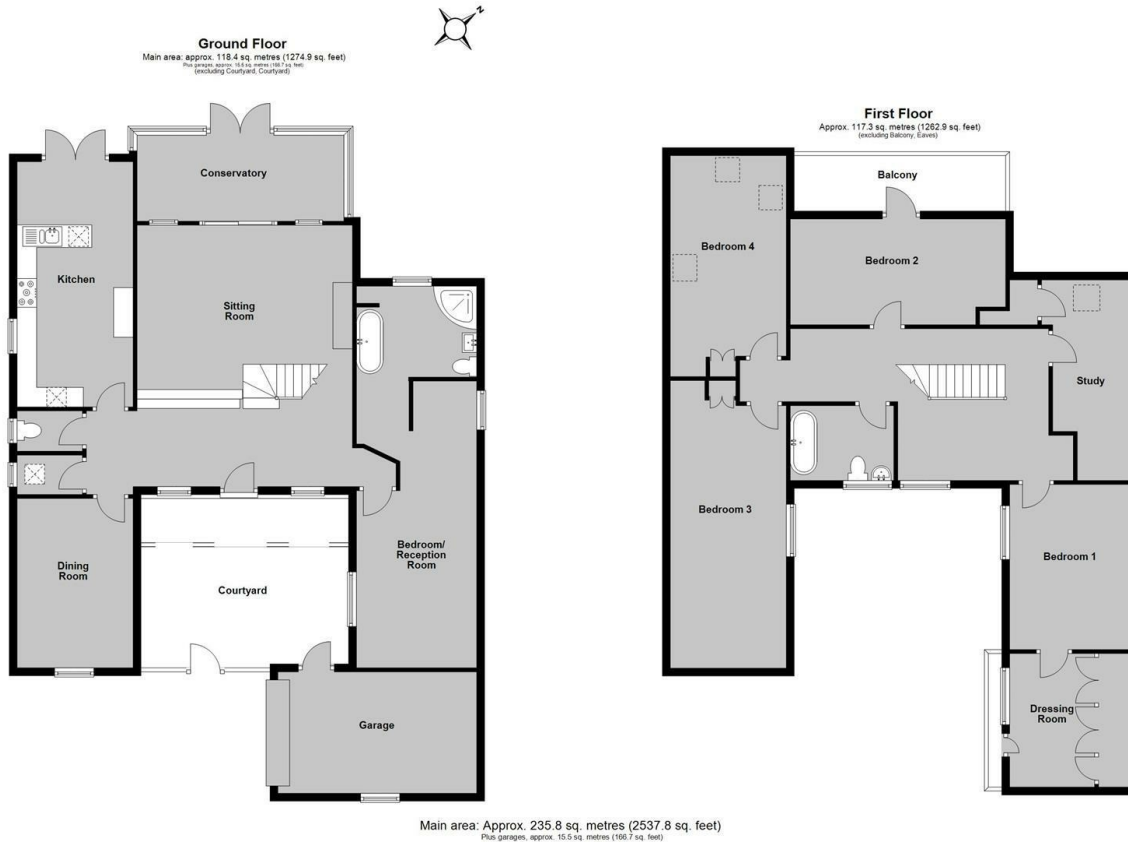 N
Ground Floor
Main area: approx. 118.4 sq. metres (1274.9 sq. feet)
Plus garages, approx. 15.5 sq. metres (166.7 sq. feet)
(excluding Courtyard, Courtyard)
Conservatory
Kitchen
Sitting
Room
Dining
Room
Courtyard
Bedroom/
Reception
Room
Garage
First Floor
Approx. 117.3 sq. metres (1262.9 sq. feet)
(excluding Balcony, Eaves)
Balcony
Bedroom 4
Bedroom 2
Study
Bedroom 3
Bedroom 1
Dressing
Room
Main area: Approx. 235.8 sq. metres (2537.8 sq. feet)
Plus garages, approx. 15.5 sq. metres (166.7 sq. feet)